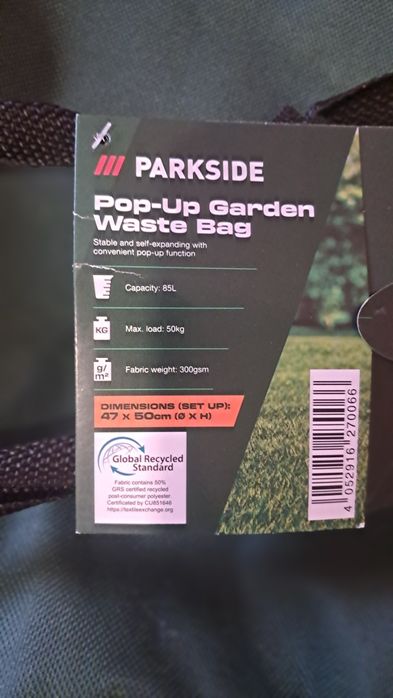 PARKSIDE
Pop-Up Garden
Waste Bag
Stable and self-expanding with
convenient pop-up function
Capacity: 85L
KG
Max. load: 50kg
g/
m²
Fabric weight: 300gsm
DIMENSIONS (SET UP):
47 x 50cm (Ø X H)
Global Recycled
Standard
Fabric contains 50%
GRS certified recycled
post-consumer polyester.
Certificated by CU851646
https://textilesexchange.org
4 052916 270066